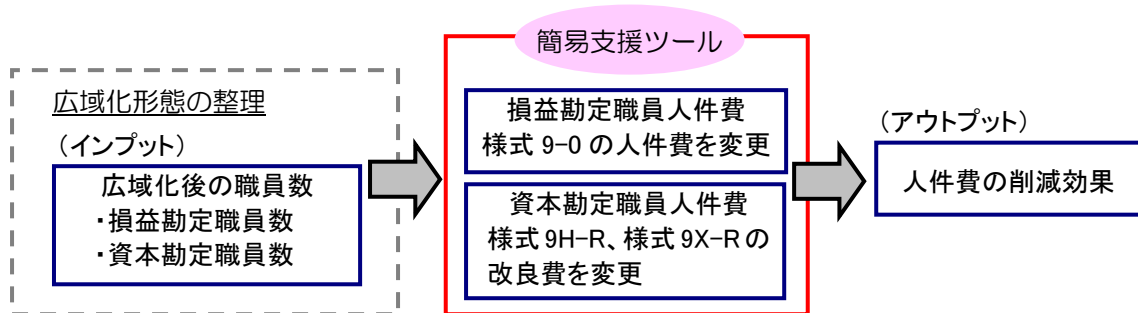 広域化形態の整理
（インプット）
広域化後の職員数
・損益勘定職員数
・資本勘定職員数
簡易支援ツール
損益勘定職員人件費
様式 9-0 の人件費を変更
資本勘定職員人件費
様式 9H-R、様式 9X-R の
改良費を変更
（アウトプット）
人件費の削減効果